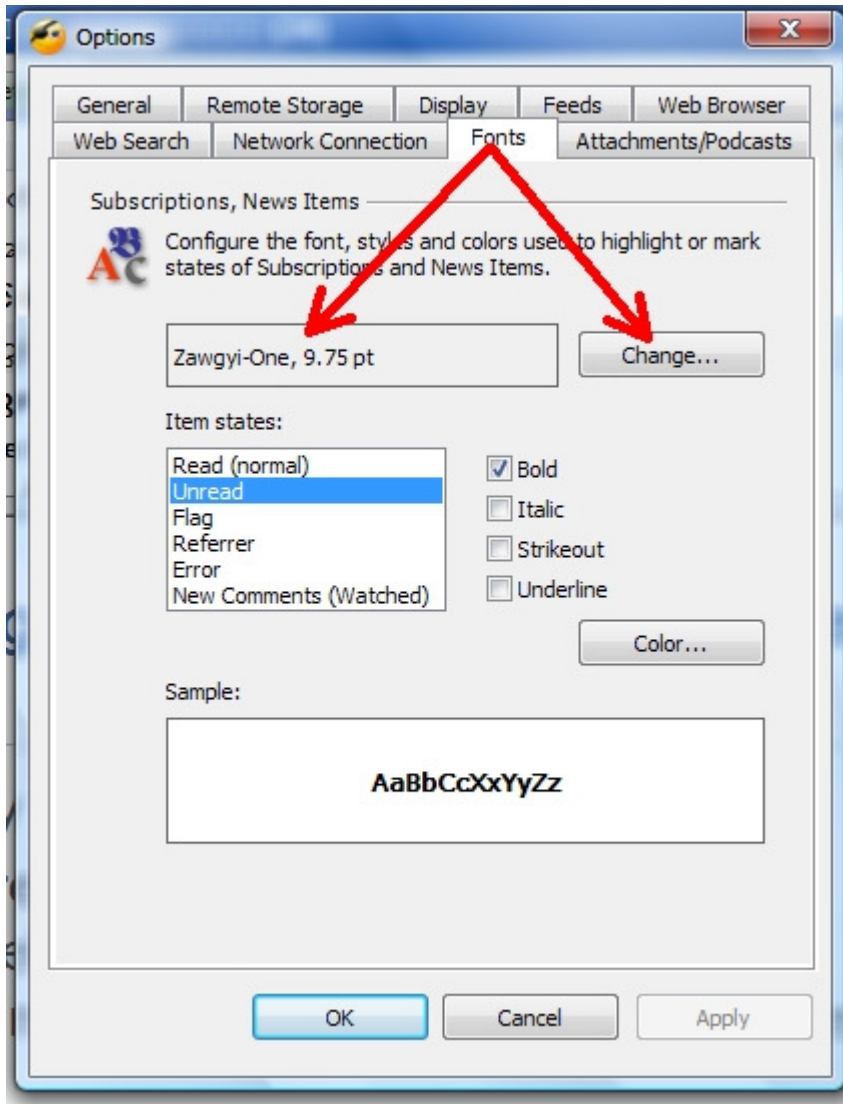 Options
General Remote Storage Display Feeds Web Browser
Web Search Network Connection Fonts Attachments/Podcasts
Subscriptions, News Items
Configure the font, styles and colors used to highlight or mark
states of Subscriptions and News Items.
Zawgyi-One, 9.75 pt
Change...
Item states:
Read (normal)
Unread
Flag
Referrer
Error
New Comments (Watched)
Bold
Italic
Strikeout
Underline
Color...
Sample:
AaBbCcXxYyZz
OK Cancel Apply